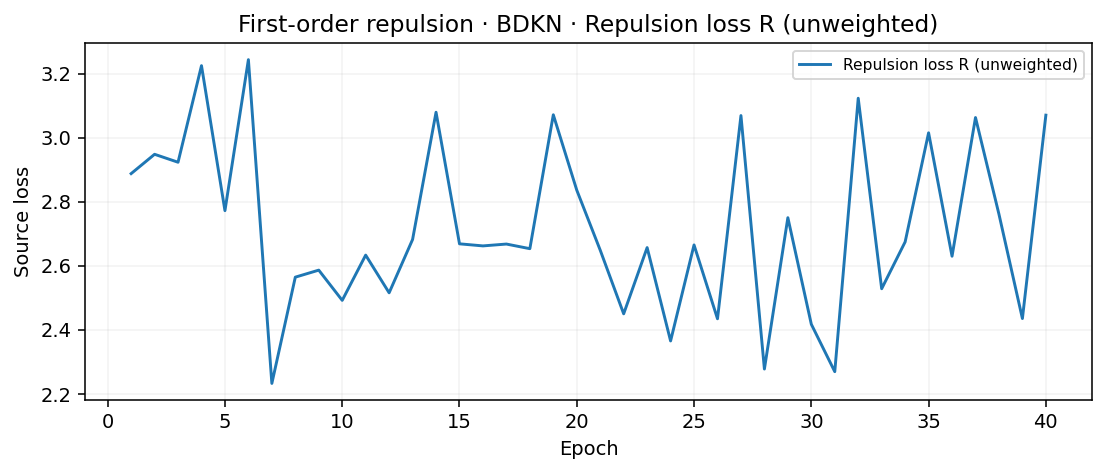 First-order repulsion · BDKN · Repulsion loss R (unweighted)
Repulsion loss R (unweighted)
Source loss
3.2
3.0
2.8
2.6
2.4
2.2
0 5 10 15 20 25 30 35 40
Epoch